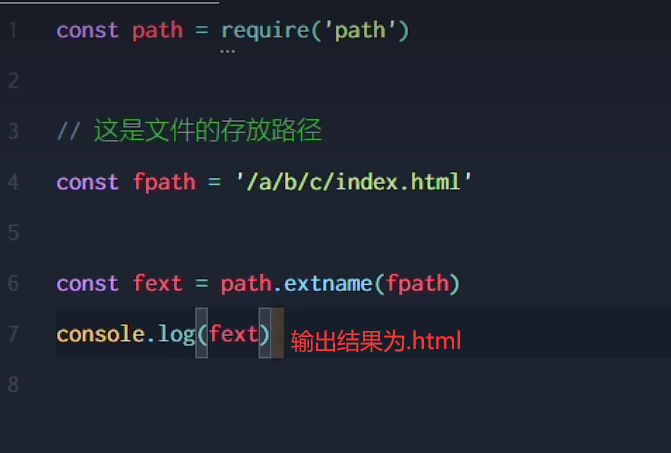 1 const path = require('path')
2
3 // 这是文件的存放路径
4 const fpath = '/a/b/c/index.html'
5
6 const fext = path.extname(fpath)
7 console.log(fext) 输出结果为.html
8